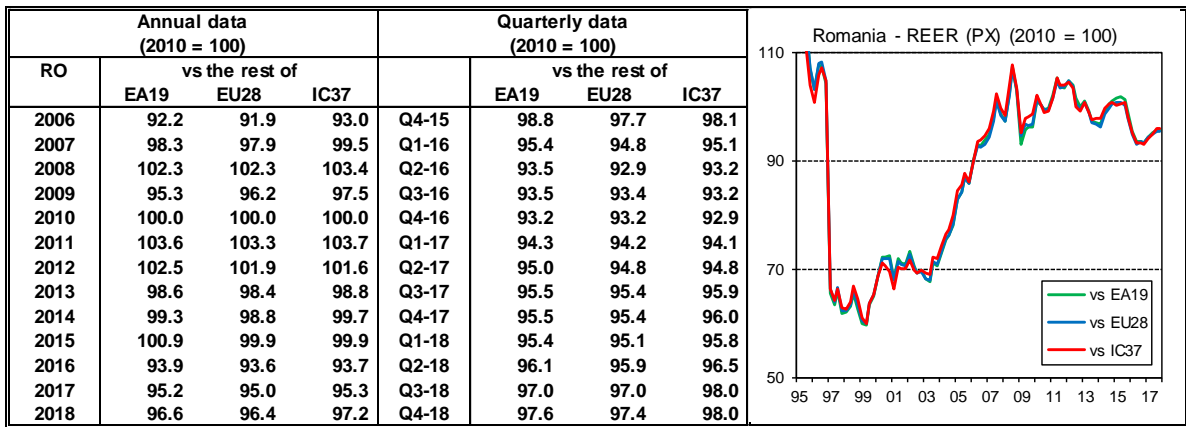 Annual data Quarterly data
(2010 = 100) (2010 = 100)
RO vs the rest of vs the rest of
EA19 EU28 IC37 EA19 EU28 IC37
2006 92.2 91.9 93.0 Q4-15 98.8 97.7 98.1
2007 98.3 97.9 99.5 Q1-16 95.4 94.8 95.1
2008 102.3 102.3 103.4 Q2-16 93.5 92.9 93.2
2009 95.3 96.2 97.5 Q3-16 93.5 93.4 93.2
2010 100.0 100.0 100.0 Q4-16 93.2 93.2 92.9
2011 103.6 103.3 103.7 Q1-17 94.3 94.2 94.1
2012 102.5 101.9 101.6 Q2-17 95.0 94.8 94.8
2013 98.6 98.4 98.8 Q3-17 95.5 95.4 95.9
2014 99.3 98.8 99.7 Q4-17 95.5 95.4 96.0
2015 100.9 99.9 99.9 Q1-18 95.4 95.1 95.8
2016 93.9 93.6 93.7 Q2-18 96.1 95.9 96.5
2017 95.2 95.0 95.3 Q3-18 97.0 97.0 98.0
2018 96.6 96.4 97.2 Q4-18 97.6 97.4 98.0
Romania - REER (PX) (2010 = 100)
110
90
70
50
vs EA19
vs EU28
vs IC37
95 97 99 01 03 05 07 09 11 13 15 17